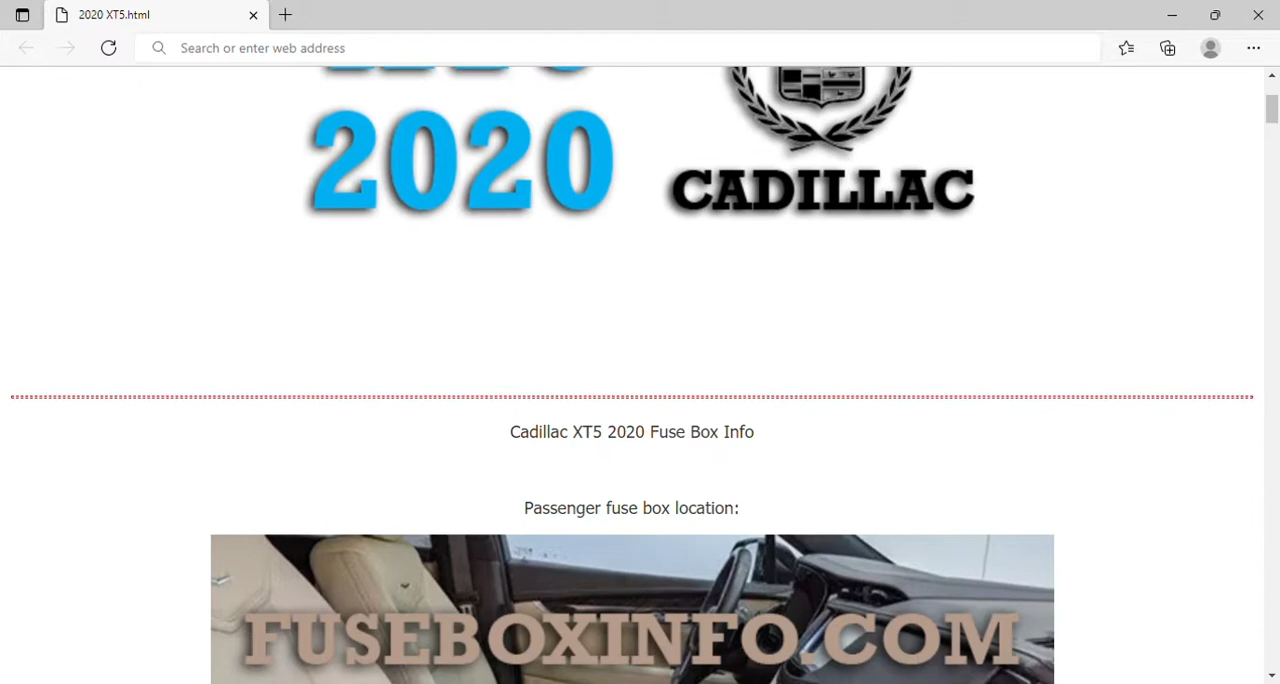 2020 XT5.html
Search or enter web address
2020
CADILLAC
Cadillac XT5 2020 Fuse Box Info
Passenger fuse box location:
FUSEBOXINFO.COM